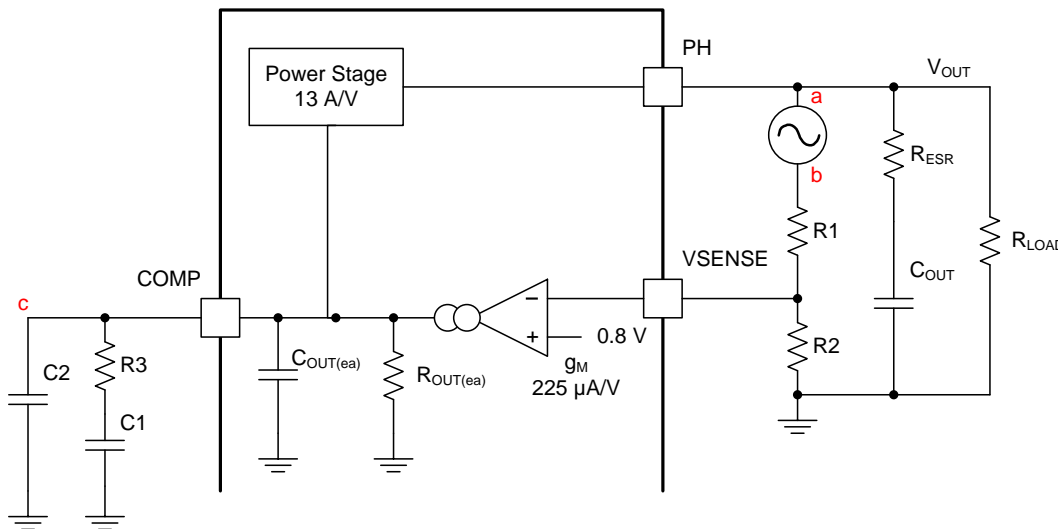 PH
Power Stage
13 A/V
VOUT
a
RESR
b
R1
RLOAD
VSENSE
COMP
COUT
c
0.8 V
R3
COUT(ea)
ROUT(ea)
gM
225 µA/V
R2
C2
C1